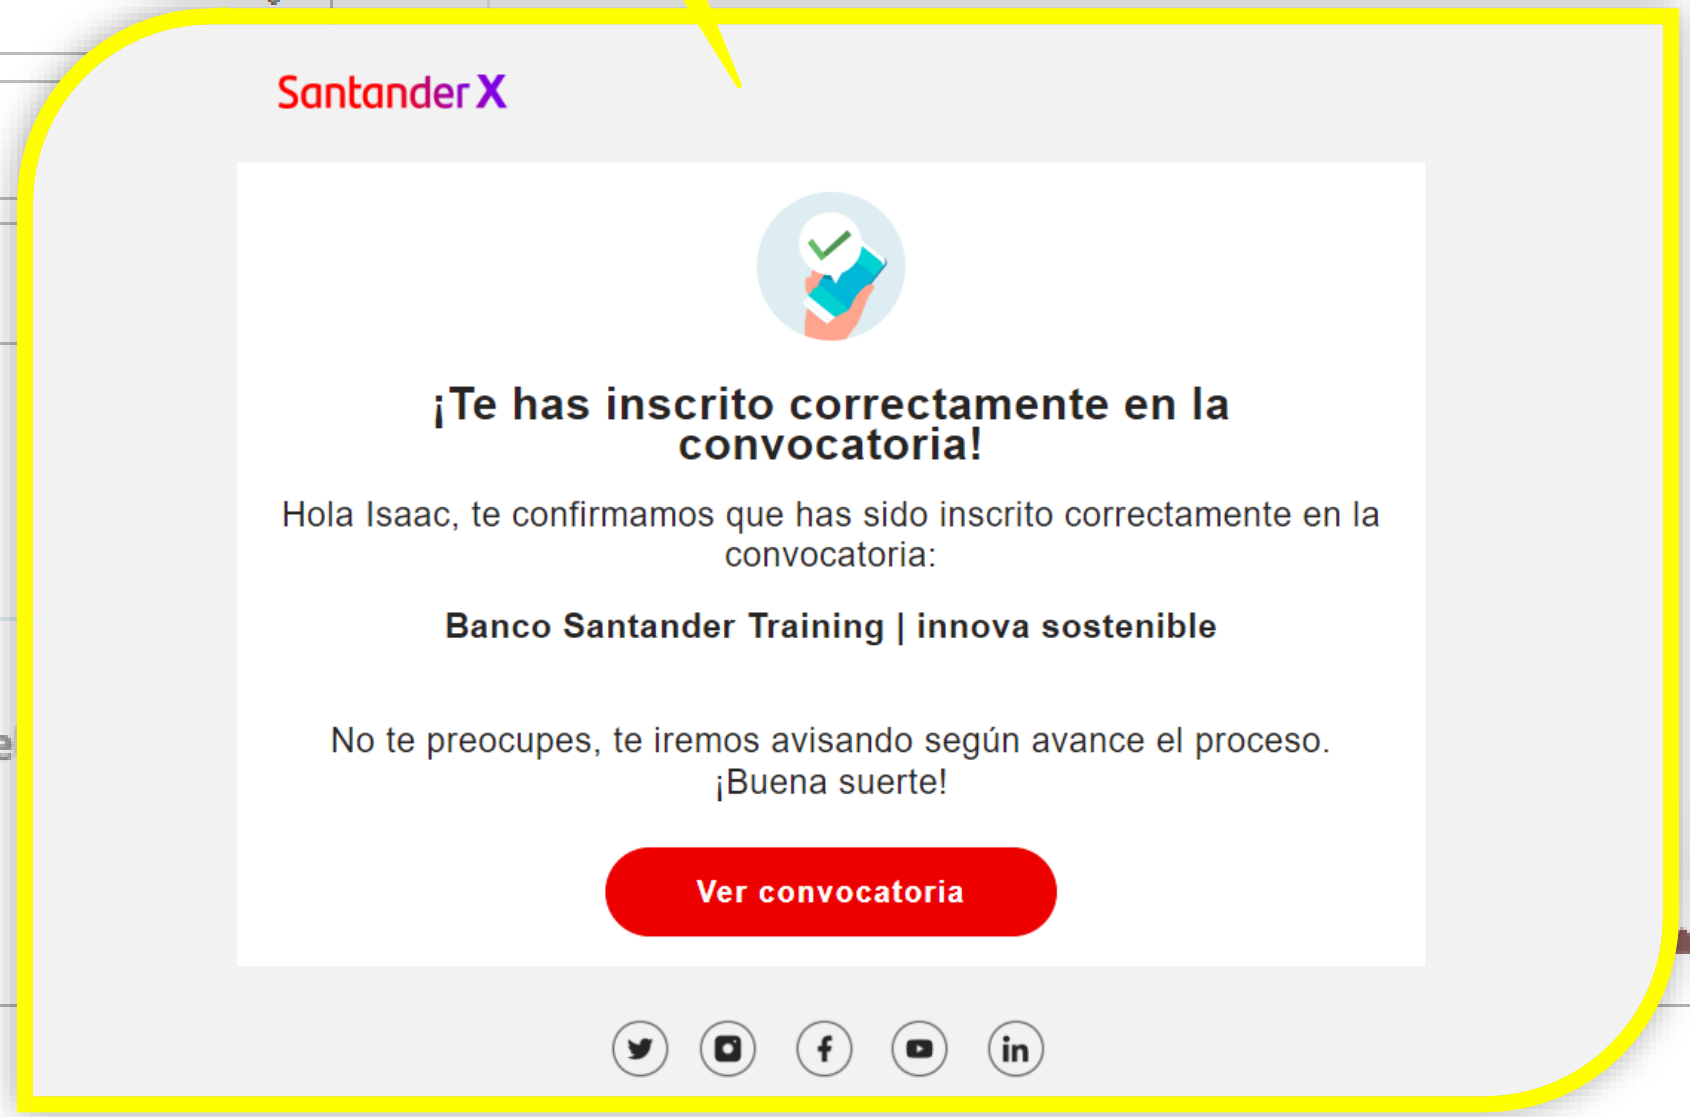 Santander X
¡Te has inscrito correctamente en la
convocatoria!
Hola Isaac, te confirmamos que has sido inscrito correctamente en la
convocatoria:
Banco Santander Training | innova sostenible
No te preocupes, te iremos avisando según avance el proceso.
¡Buena suerte!
Ver convocatoria